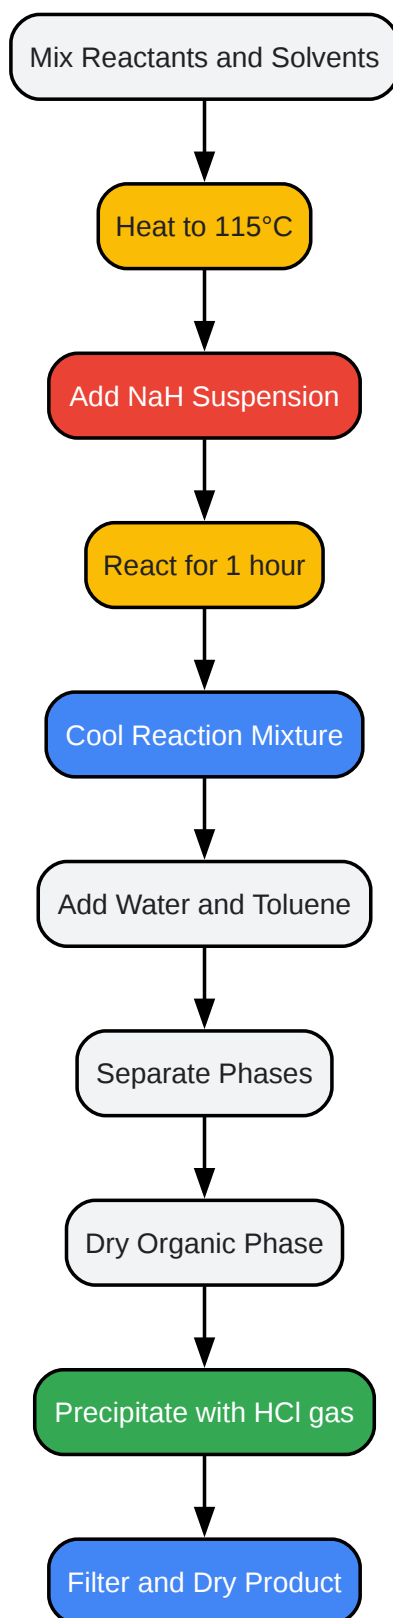 Mix Reactants and Solvents
Heat to 115°C
Add NaH Suspension
React for 1 hour
Cool Reaction Mixture
Add Water and Toluene
Separate Phases
Dry Organic Phase
Precipitate with HCl gas
Filter and Dry Product